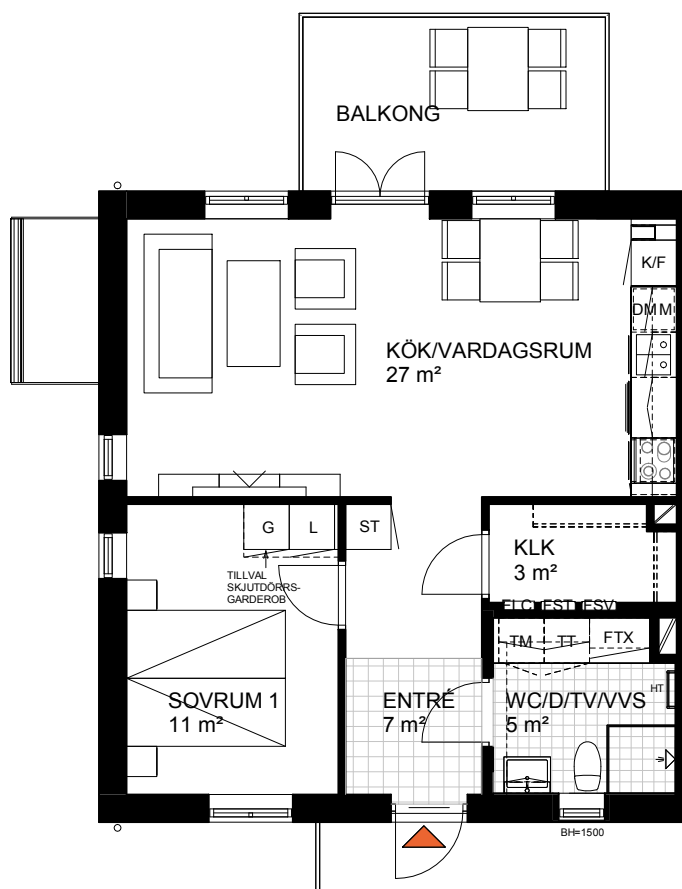 BALKONG
K/F
DM M
KÖK/VARDAGSRUM
27 m²
G
L
ST
KLK
3 m²
TILLVAL
SKJUTDÖRRS-
GARDEROB
ELC
EST
ESV
TM
TT
FTX
SOVRUM 1
11 m²
ENTRÉ
7 m²
WC/D/TV/VVS
5 m²
HT
BH=1500